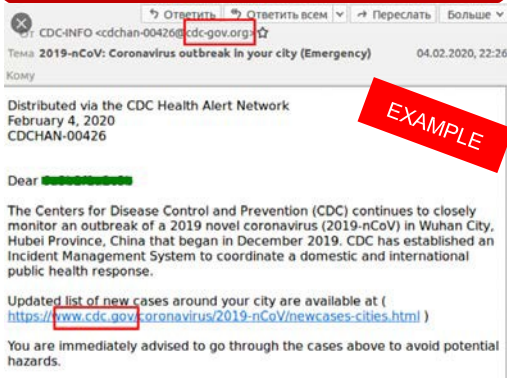 Ответить Ответить всем Переслать Больше
От CDC-INFO <cdchan-00426@cdc-gov.org>
Тема 2019-nCoV: Coronavirus outbreak in your city (Emergency) 04.02.2020, 22:26
Кому
Distributed via the CDC Health Alert Network
February 4, 2020
CDCHAN-00426
EXAMPLE
Dear
The Centers for Disease Control and Prevention (CDC) continues to closely
monitor an outbreak of a 2019 novel coronavirus (2019-nCoV) in Wuhan City,
Hubei Province, China that began in December 2019. CDC has established an
Incident Management System to coordinate a domestic and international
public health response.
Updated list of new cases around your city are available at (
https://www.cdc.gov/coronavirus/2019-nCoV/newcases-cities.html )
You are immediately advised to go through the cases above to avoid potential
hazards.